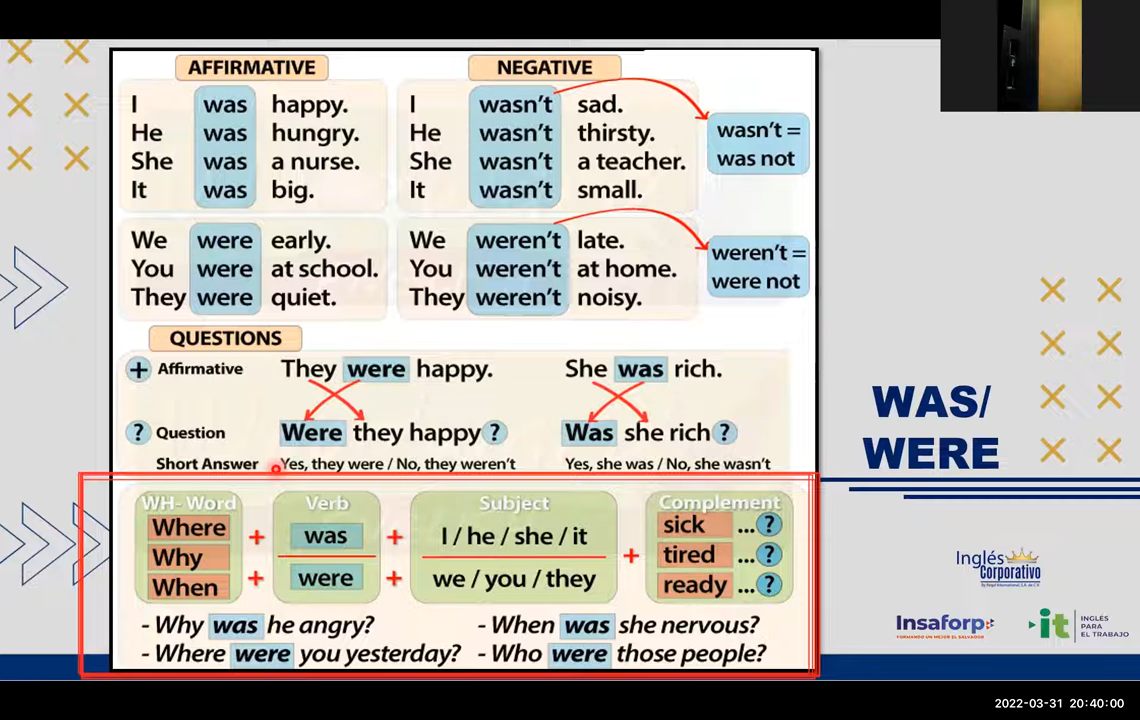 AFFIRMATIVE
I was happy.
He was hungry.
She was a nurse.
It was big.
We were early.
You were at school.
They were quiet.
NEGATIVE
I wasn't sad.
He wasn't thirsty.
She wasn't a teacher.
It wasn't small.
We weren't late.
You weren't at home.
They weren't noisy.
wasn't =
was not
weren't =
were not
QUESTIONS
+ Affirmative They were happy. She was rich.
? Question Were they happy? Was she rich?
Short Answer Yes, they were / No, they weren't Yes, she was / No, she wasn't
WH- Word
Where
Why
When
+
+
Verb
was
were
+
+
Subject
I / he / she / it
we / you / they
+
Complement
sick ...?
tired ...?
ready ...?
- Why was he angry?
- Where were you yesterday?
- When was she nervous?
- Who were those people?
WAS/
WERE
Inglés
Corporativo
Insaforp
FORMANDO UN MEJOR EL SALVADOR
it
INGLÉS
PARA
EL TRABAJO
2022-03-31 20:40:00